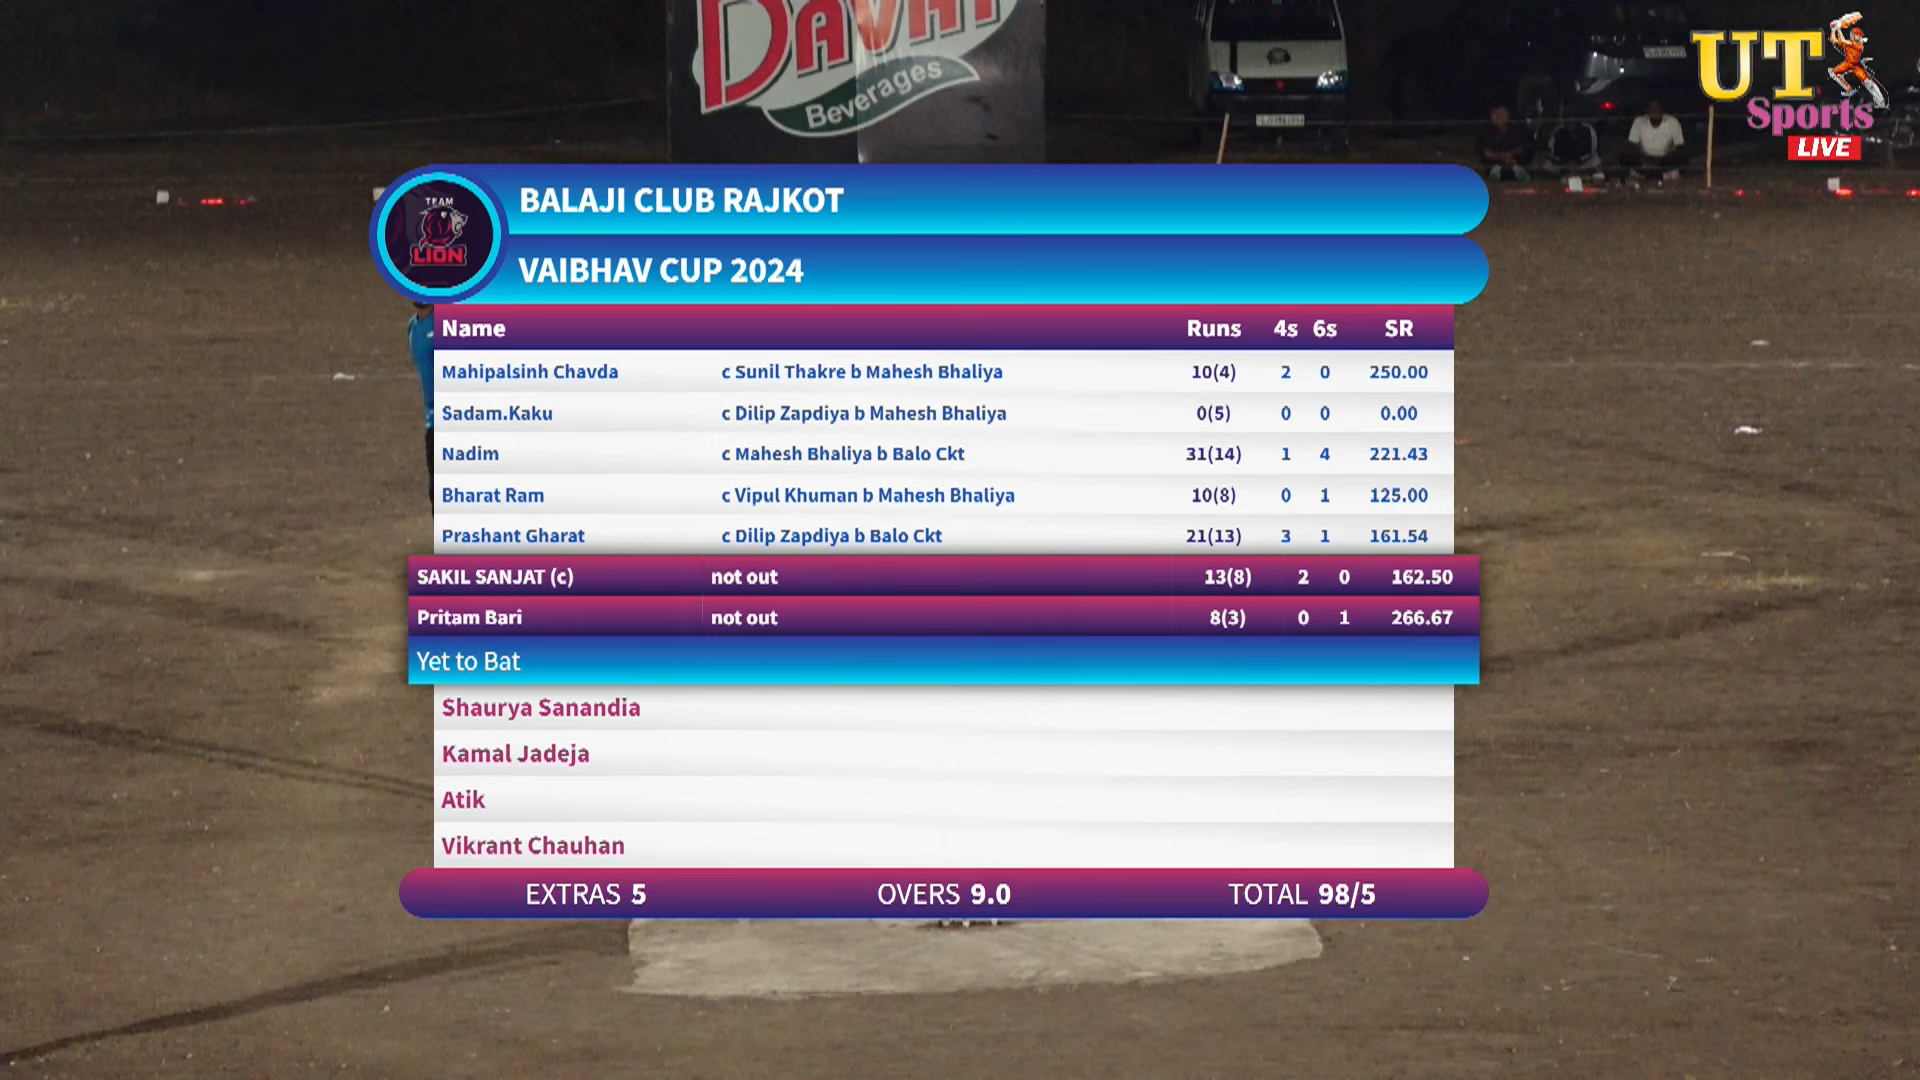 DAVAT
Beverages
UT
Sports
LIVE
TEAM
LION
BALAJI CLUB RAJKOT
VAIBHAV CUP 2024
Name Runs 4s 6s SR
Mahipalsinh Chavda c Sunil Thakre b Mahesh Bhaliya 10(4) 2 0 250.00
Sadam.Kaku c Dilip Zapdiya b Mahesh Bhaliya 0(5) 0 0 0.00
Nadim c Mahesh Bhaliya b Balo Ckt 31(14) 1 4 221.43
Bharat Ram c Vipul Khuman b Mahesh Bhaliya 10(8) 0 1 125.00
Prashant Gharat c Dilip Zapdiya b Balo Ckt 21(13) 3 1 161.54
SAKIL SANJAT (c) not out 13(8) 2 0 162.50
Pritam Bari not out 8(3) 0 1 266.67
Yet to Bat
Shaurya Sanandia
Kamal Jadeja
Atik
Vikrant Chauhan
EXTRAS 5 OVERS 9.0 TOTAL 98/5